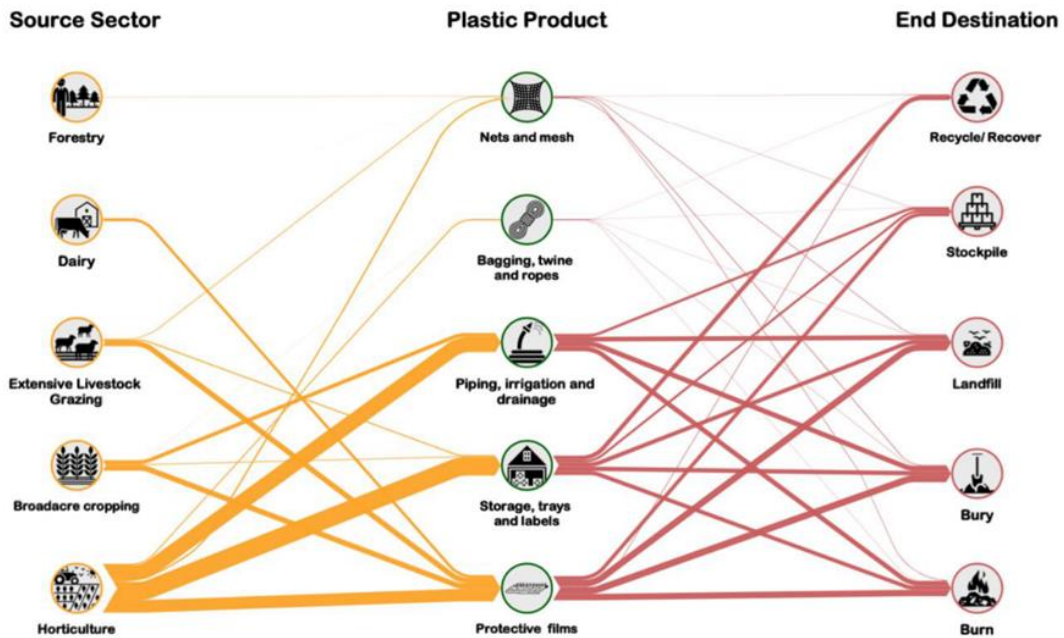 Source Sector
Plastic Product
End Destination
Forestry
Nets and mesh
Recycle/ Recover
Dairy
Bagging, twine
and ropes
Stockpile
Extensive Livestock
Grazing
Piping, irrigation and
drainage
Landfill
Broadacre cropping
Storage, trays
and labels
Bury
Horticulture
Protective films
Burn